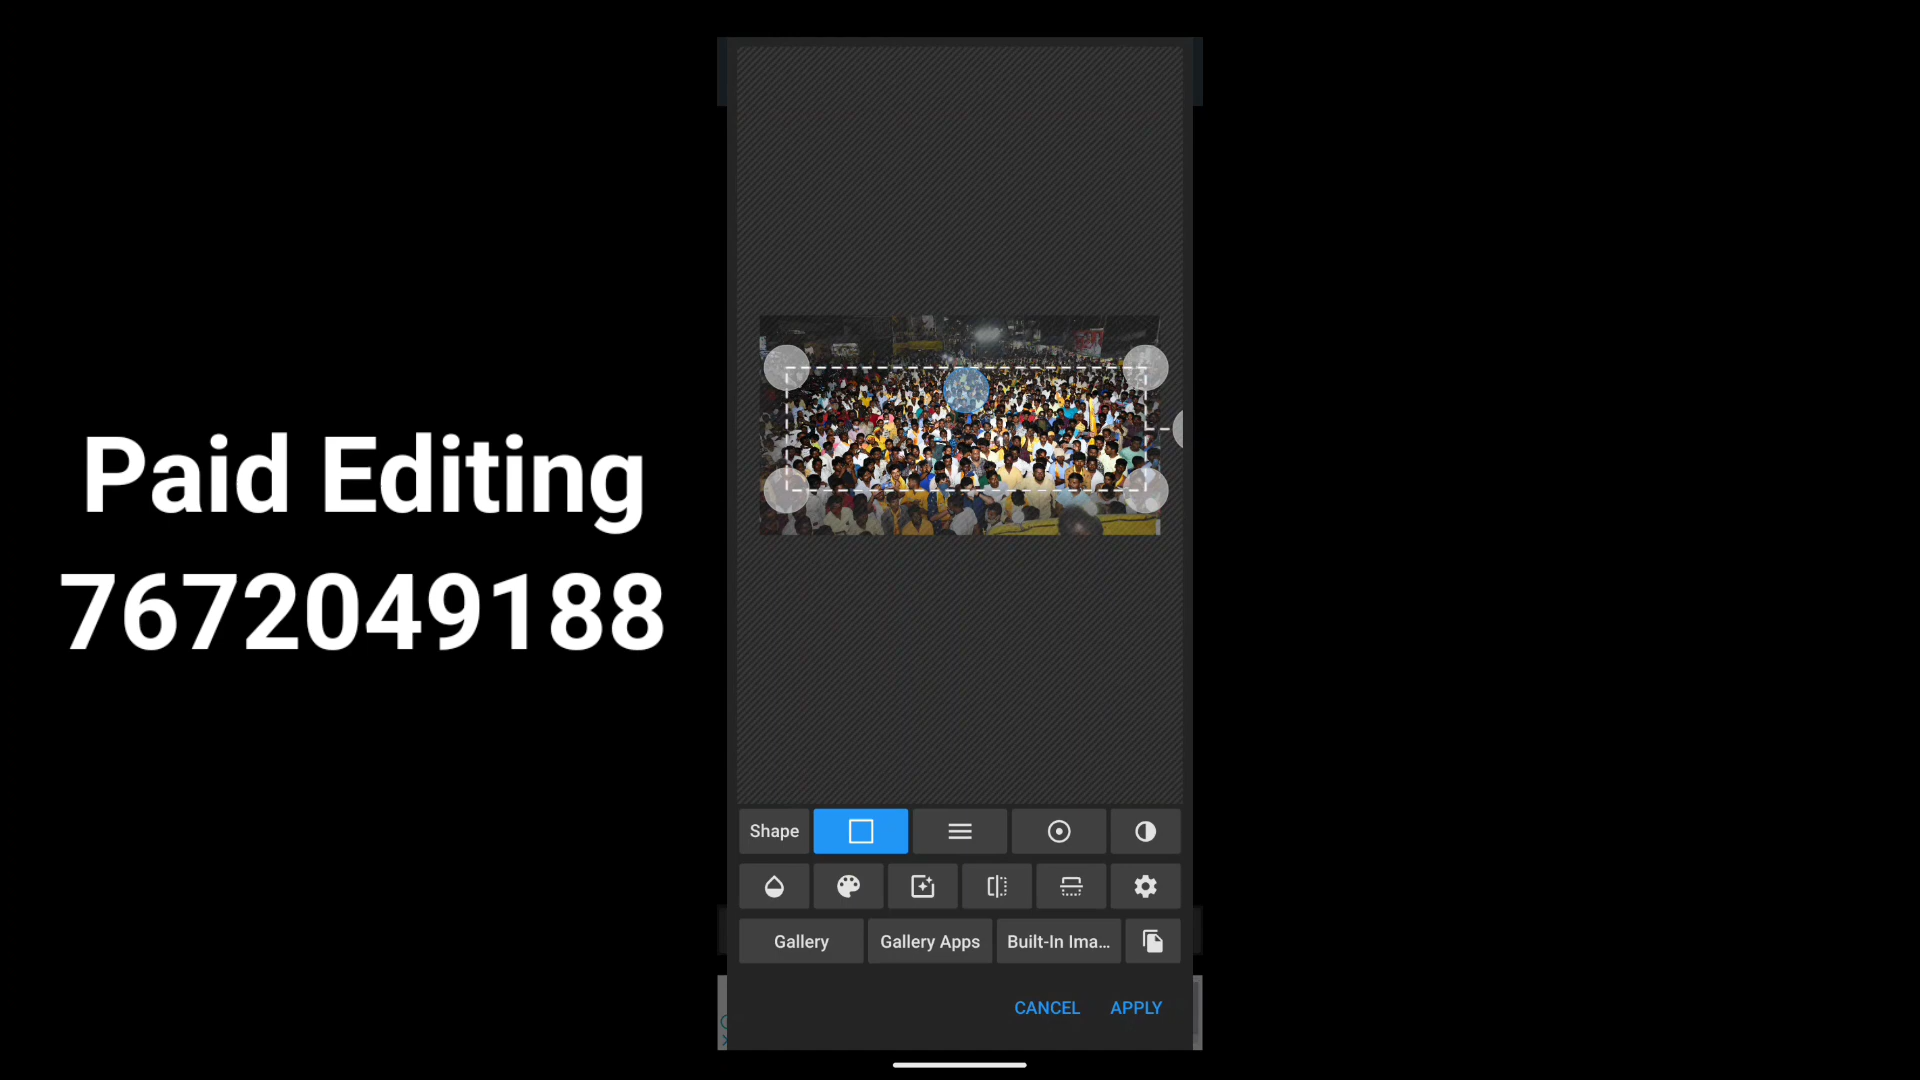 Paid Editing
7672049188
Shape
Gallery
Gallery Apps
Built-In Ima...
CANCEL
APPLY